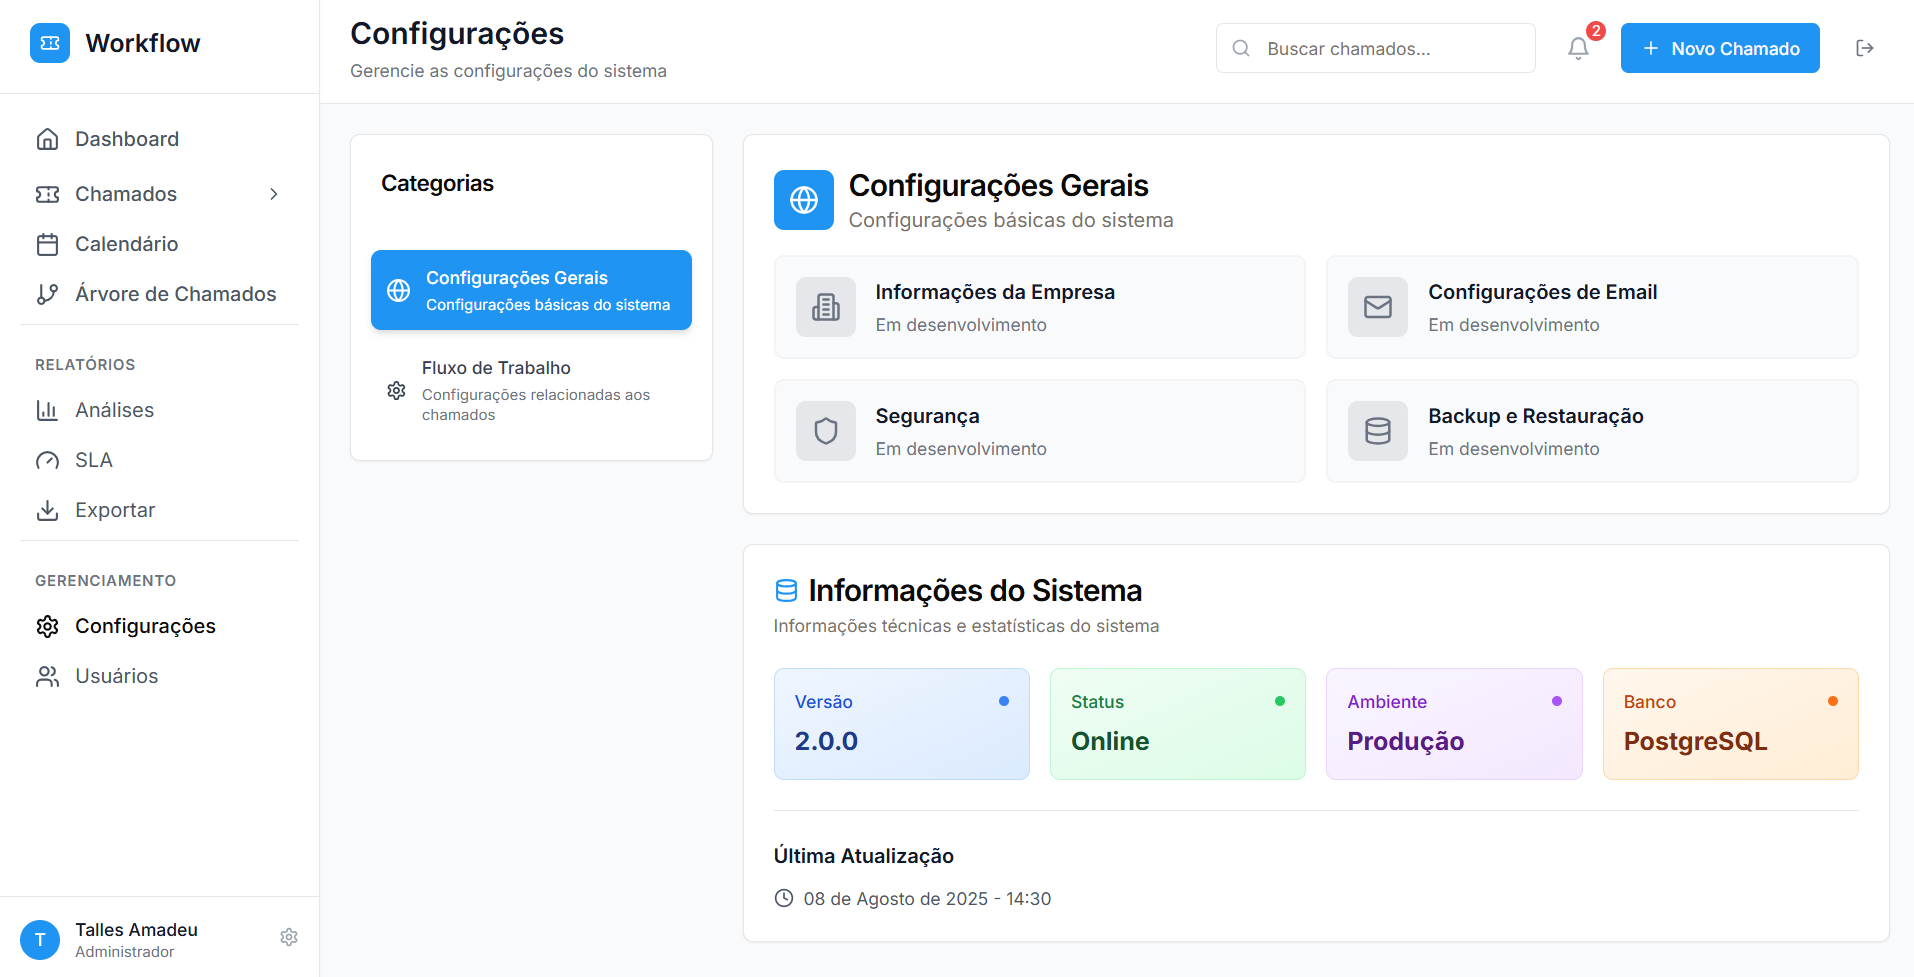 Workflow
Dashboard
Chamados
Calendário
Árvore de Chamados
RELATÓRIOS
Análises
SLA
Exportar
GERENCIAMENTO
Configurações
Usuários
T
Talles Amadeu
Administrador
Configurações
Gerencie as configurações do sistema
Buscar chamados...
2
Novo Chamado
Categorias
Configurações Gerais
Configurações básicas do sistema
Fluxo de Trabalho
Configurações relacionadas aos
chamados
Configurações Gerais
Configurações básicas do sistema
Informações da Empresa
Em desenvolvimento
Configurações de Email
Em desenvolvimento
Segurança
Em desenvolvimento
Backup e Restauração
Em desenvolvimento
Informações do Sistema
Informações técnicas e estatísticas do sistema
Versão
2.0.0
Status
Online
Ambiente
Produção
Banco
PostgreSQL
Última Atualização
08 de Agosto de 2025 - 14:30